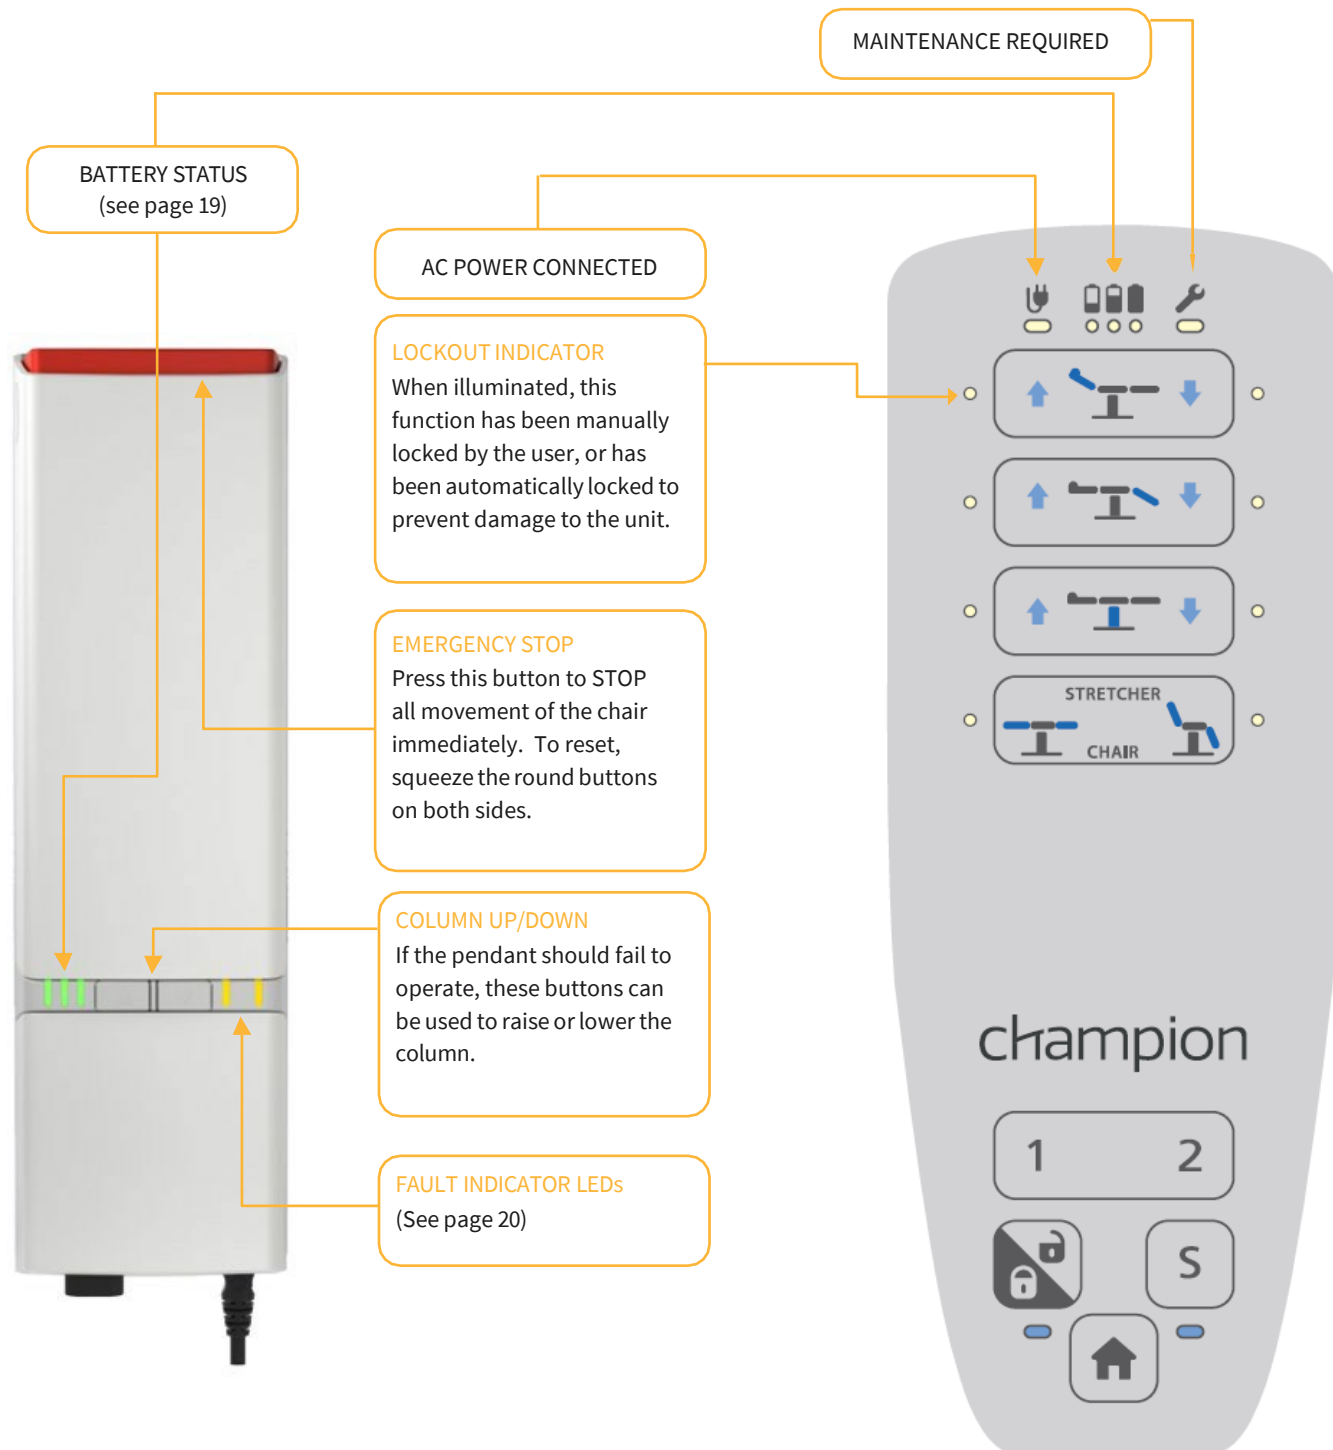 MAINTENANCE REQUIRED
BATTERY STATUS
(see page 19)
AC POWER CONNECTED
LOCKOUT INDICATOR
When illuminated, this
function has been manually
locked by the user, or has
been automatically locked to
prevent damage to the unit.
EMERGENCY STOP
Press this button to STOP
all movement of the chair
immediately. To reset,
squeeze the round buttons
on both sides.
COLUMN UP/DOWN
If the pendant should fail to
operate, these buttons can
be used to raise or lower the
column.
FAULT INDICATOR LEDs
(See page 20)
STRETCHER
CHAIR
champion
1 2
S